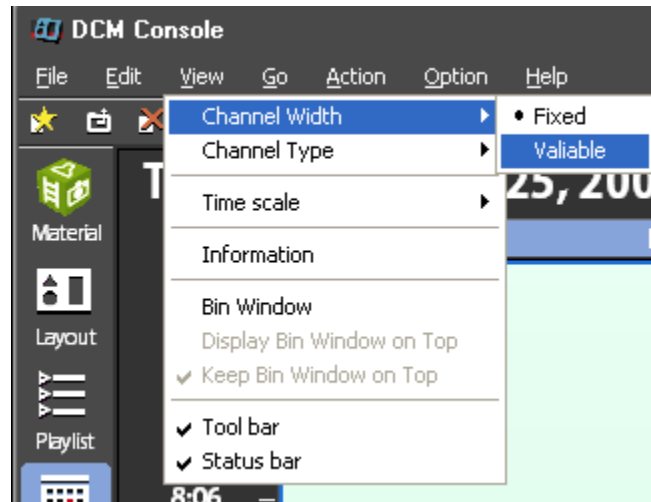 DCM Console
File Edit View Go Action Option Help
Channel Width
Fixed
Channel Type
Valiable
Time scale
25, 200
Information
Bin Window
Display Bin Window on Top
Keep Bin Window on Top
Tool bar
Status bar
Material
Layout
Playlist
8:06